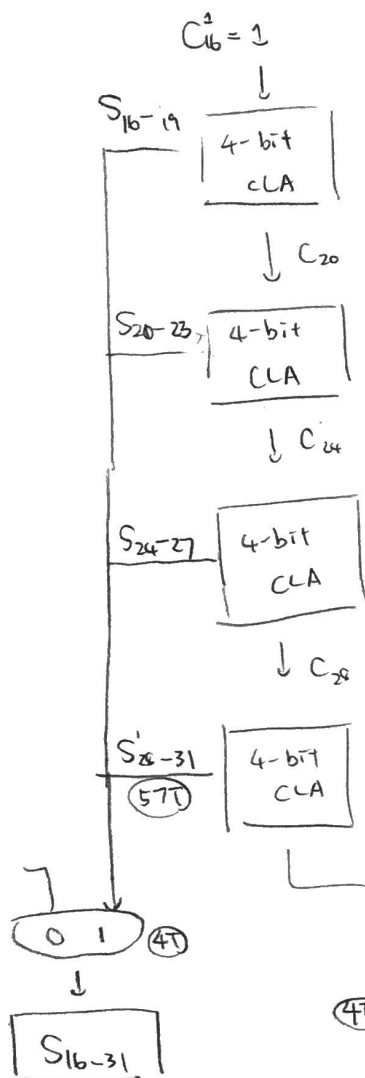 C¹₁₆ = 1
S₁₆₋₁₉
4-bit
CLA
C₂₀
S₂₀₋₂₃
4-bit
CLA
C₂₄
S₂₄₋₂₇
4-bit
CLA
C₂₈
S'₂₈₋₃₁
4-bit
CLA
57T
0 1
4T
S₁₆₋₃₁
4T